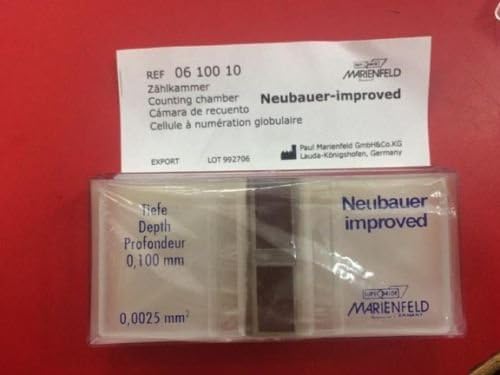 REF 06 100 10
MARIENFELD
Zählkammer
Counting chamber
Neubauer-improved
Cámara de recuento
Cellule à numération globulaire
Paul Marienfeld GmbH&Co.KG
EXPORT LOT 992706
Lauda-Königshofen, Germany
Tiefe
Depth
Profondeur
0,100 mm
0,0025 mm²
Neubauer
improved
MARIENFELD
GERMANY